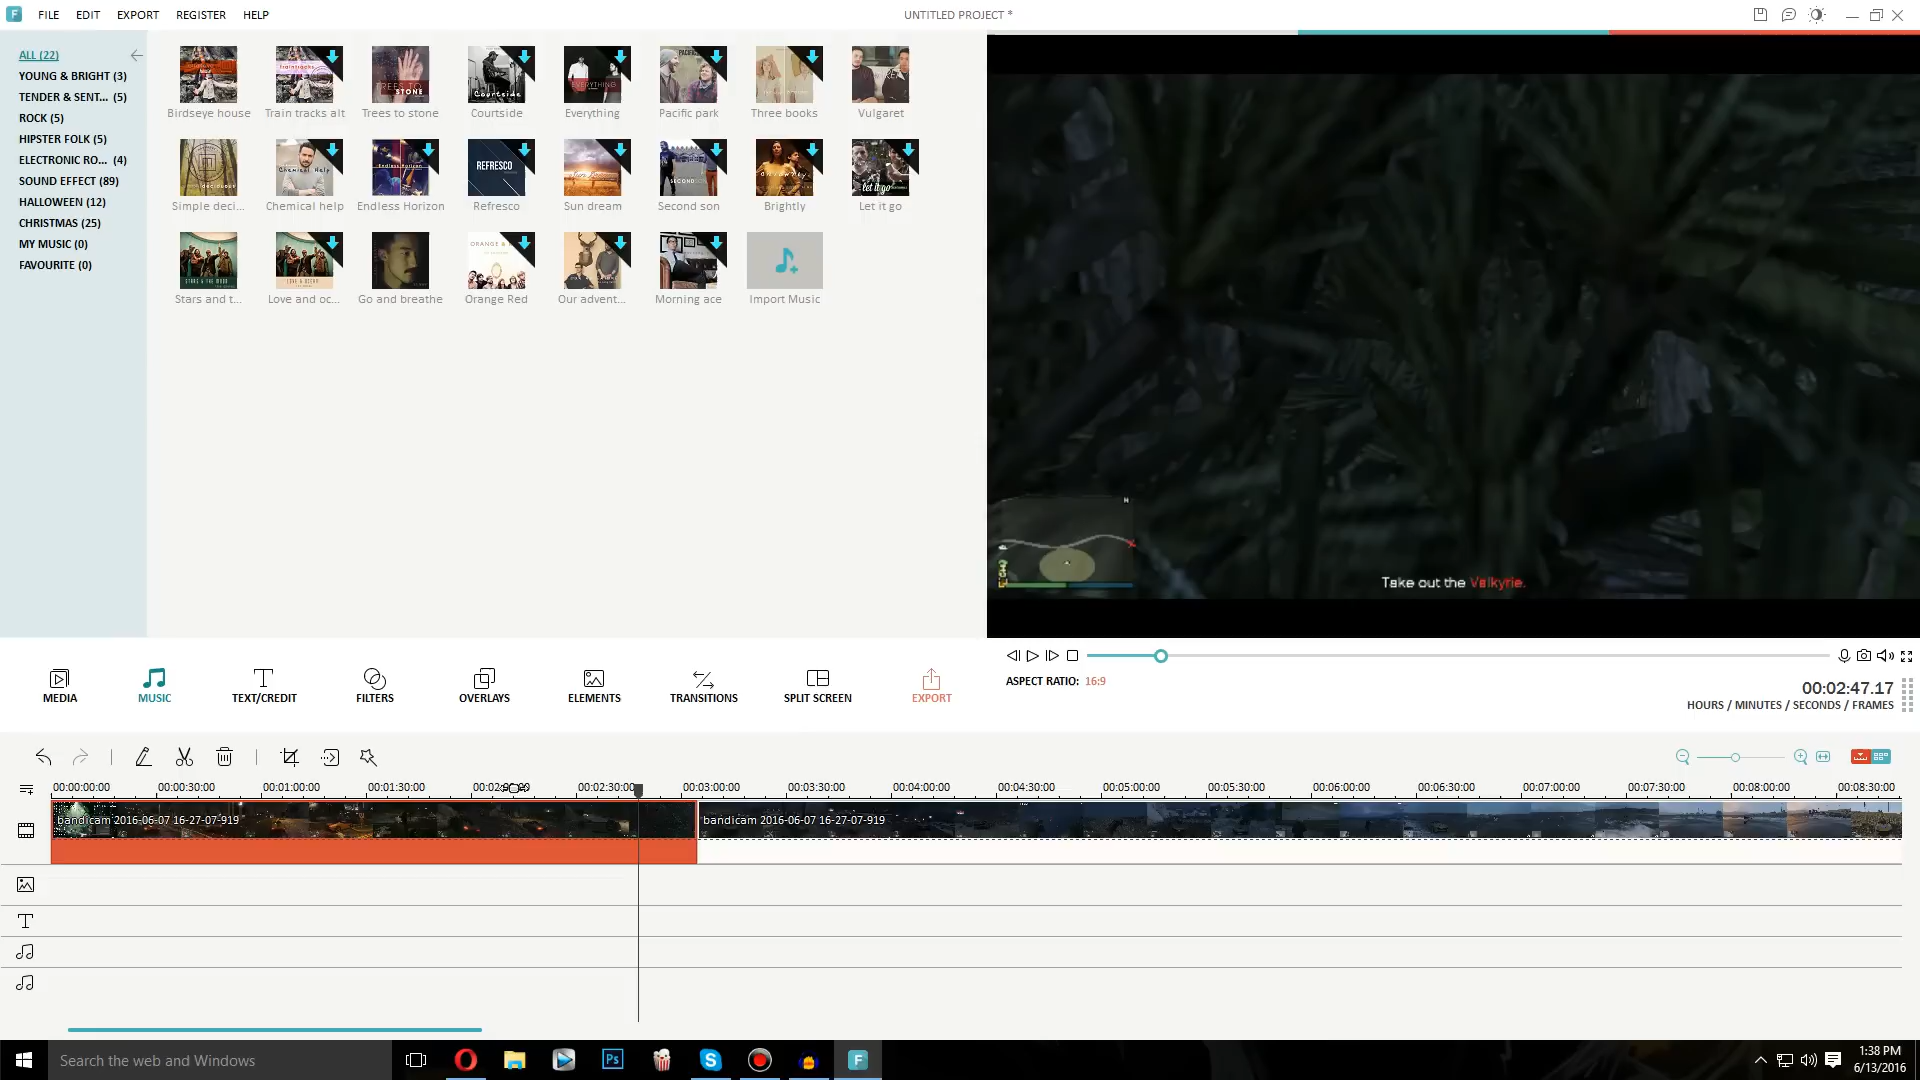 FILE EDIT EXPORT REGISTER HELP
UNTITLED PROJECT *
ALL (22)
YOUNG & BRIGHT (3)
TENDER & SENT... (5)
ROCK (5)
HIPSTER FOLK (5)
ELECTRONIC RO... (4)
SOUND EFFECT (89)
HALLOWEEN (12)
CHRISTMAS (25)
MY MUSIC (0)
FAVOURITE (0)
Birdseye house Train tracks alt Trees to stone Courtside Everything Pacific park Three books Vulgaret
REFRESCO
Simple deci... Chemical help Endless Horizon Refresco Sun dream Second son Brightly Let it go
Stars and t... Love and oc... Go and breathe Orange Red Our advent... Morning ace Import Music
Take out the Valkyrie.
MEDIA MUSIC TEXT/CREDIT FILTERS OVERLAYS ELEMENTS TRANSITIONS SPLIT SCREEN EXPORT
ASPECT RATIO: 16:9
00:02:47.17
HOURS / MINUTES / SECONDS / FRAMES
00:00:00:00 00:00:30:00 00:01:00:00 00:01:30:00 00:02:30:00 00:03:00:00 00:03:30:00 00:04:00:00 00:04:30:00 00:05:00:00 00:05:30:00 00:06:00:00 00:06:30:00 00:07:00:00 00:07:30:00 00:08:00:00 00:08:30:00
bandicam 2016-06-07 16-27-07-919 bandicam 2016-06-07 16-27-07-919
Search the web and Windows
Ps
1:38 PM
6/13/2016